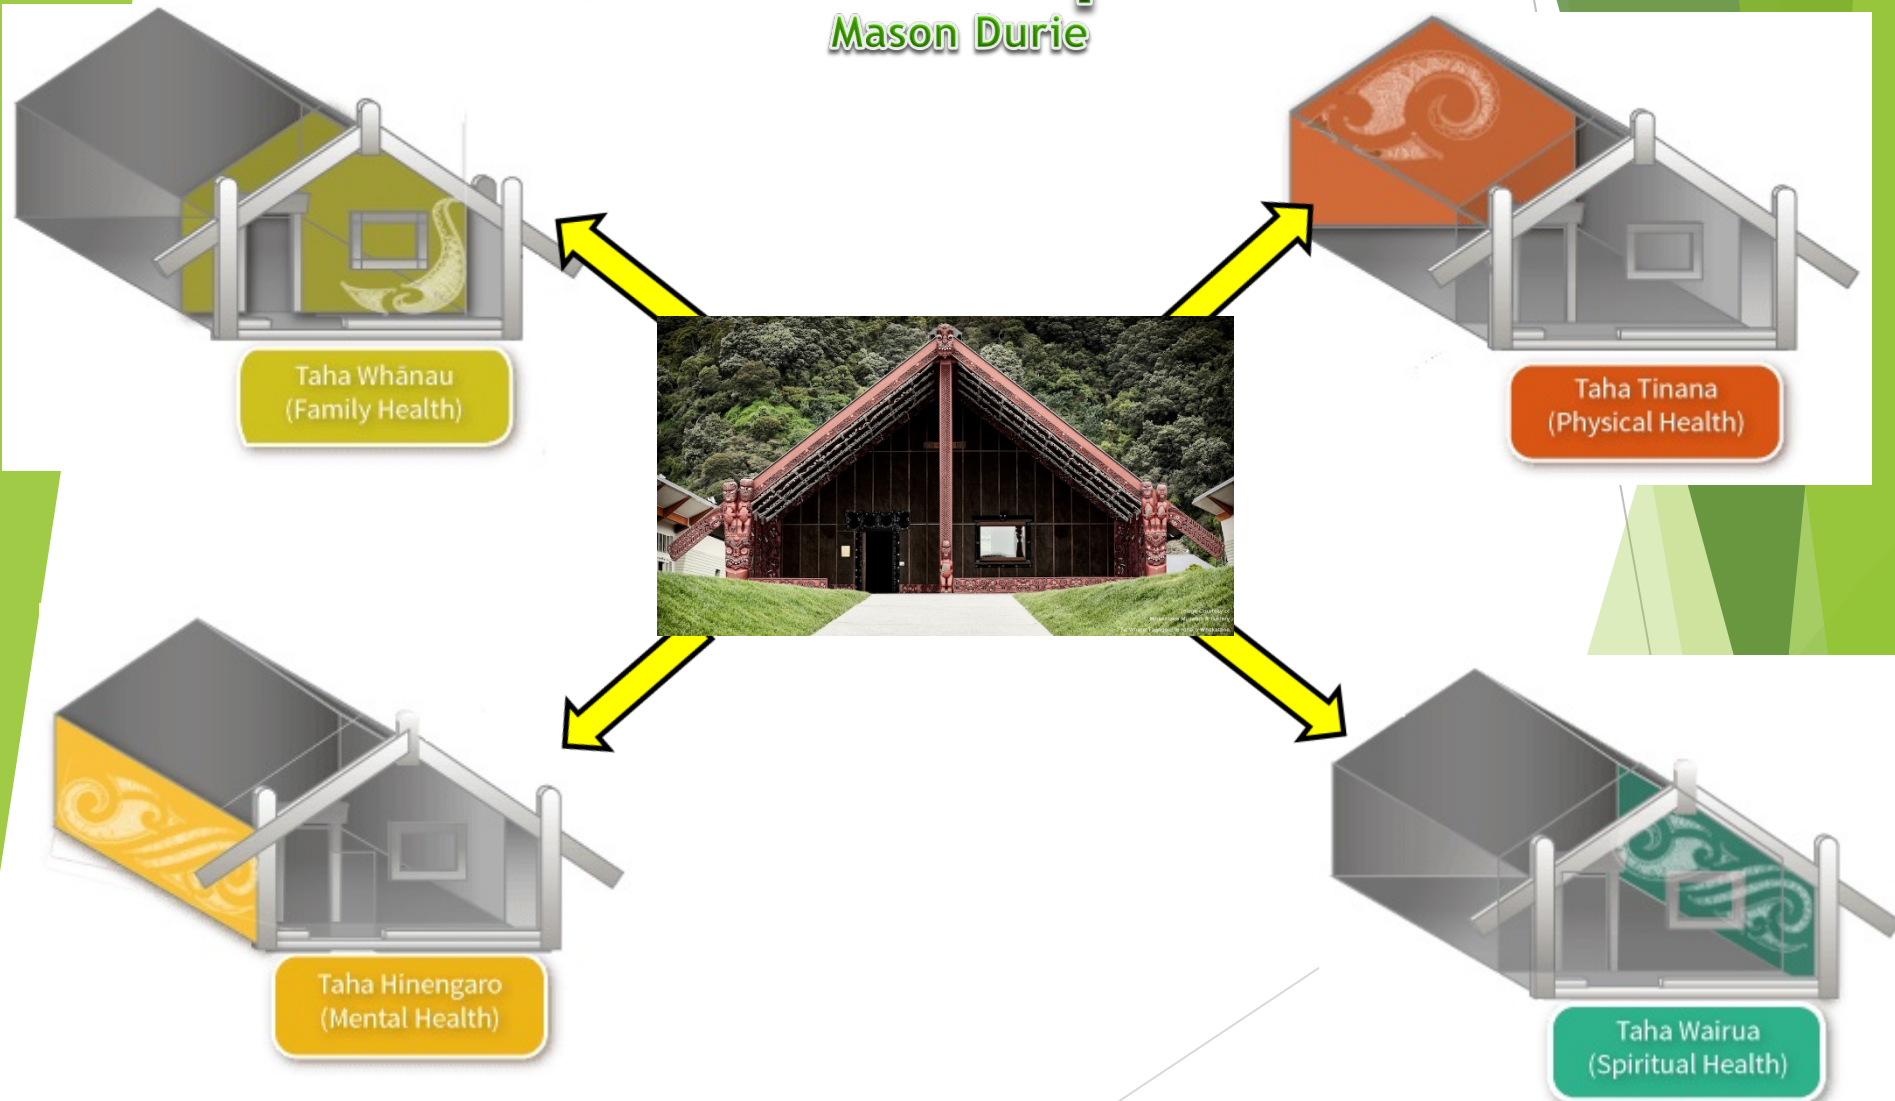 Mason Durie
Taha Whānau
(Family Health)
Taha Tinana
(Physical Health)
Taha Hinengaro
(Mental Health)
Taha Wairua
(Spiritual Health)